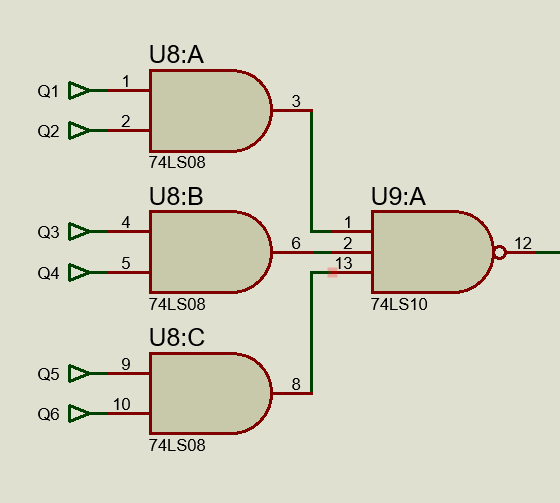 U8:A
Q1 1
3
Q2 2
74LS08
U8:B
U9:A
Q3 4
1
6
2
12
Q4 5
13
74LS08
74LS10
U8:C
Q5 9
8
Q6 10
74LS08